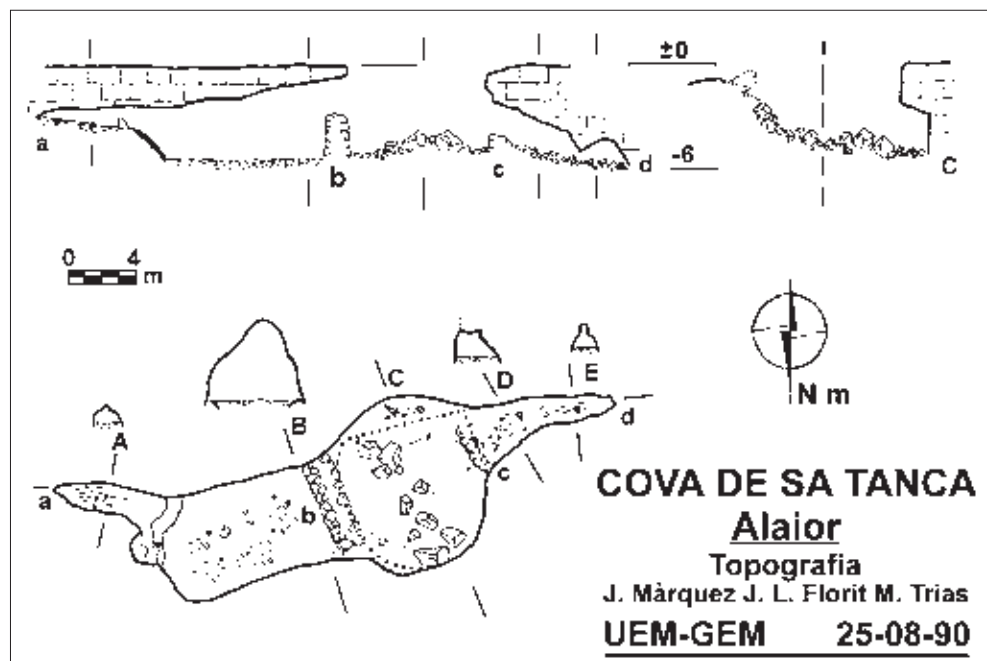 ±0
a
b
c
d
-6
C
0 4
m
A
B
C
D
E
N m
a
b
c
d
COVA DE SA TANCA
Alaior
Topografia
J. Màrquez J. L. Florit M. Trias
UEM-GEM 25-08-90